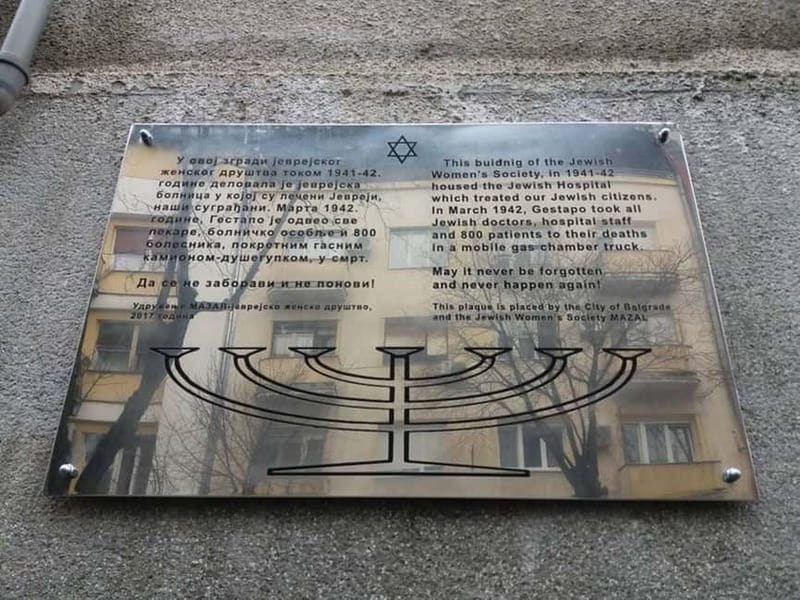 У овој згради јеврејског
женског друштва током 1941-42.
године деловала је јеврејска
болница у којој су лечени Јевреји,
наши суграђани. Марта 1942.
године, Гестапо је одвео све
лекаре, болничко особље и 800
болесника, покретним гасним
камионом-душегупком, у смрт.
Да се не заборави и не понови!
Удружење МАЗАЛ-јеврејско женско друштво,
2017 година
This buidnig of the Jewish
Women's Society, in 1941-42
housed the Jewish Hospital
which treated our Jewish citizens.
In March 1942, Gestapo took all
Jewish doctors, hospital staff
and 800 patients to their deaths
in a mobile gas chamber truck.
May it never be forgotten
and never happen again!
This plaque is placed by the City of Belgrade
and the Jewish Women's Society MAZAL